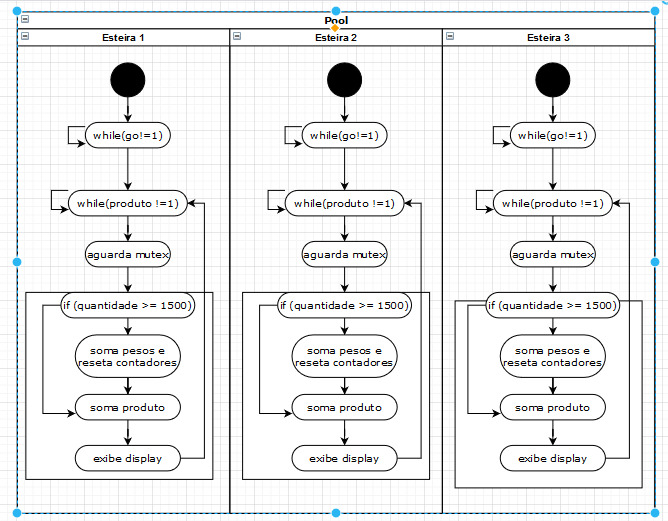 Pool
Esteira 1
Esteira 2
Esteira 3
while(go!=1)
while(go!=1)
while(go!=1)
while(produto !=1)
while(produto !=1)
while(produto !=1)
aguarda mutex
aguarda mutex
aguarda mutex
if (quantidade >= 1500)
if (quantidade >= 1500)
if (quantidade >= 1500)
soma pesos e
reseta contadores
soma pesos e
reseta contadores
soma pesos e
reseta contadores
soma produto
soma produto
soma produto
exibe display
exibe display
exibe display